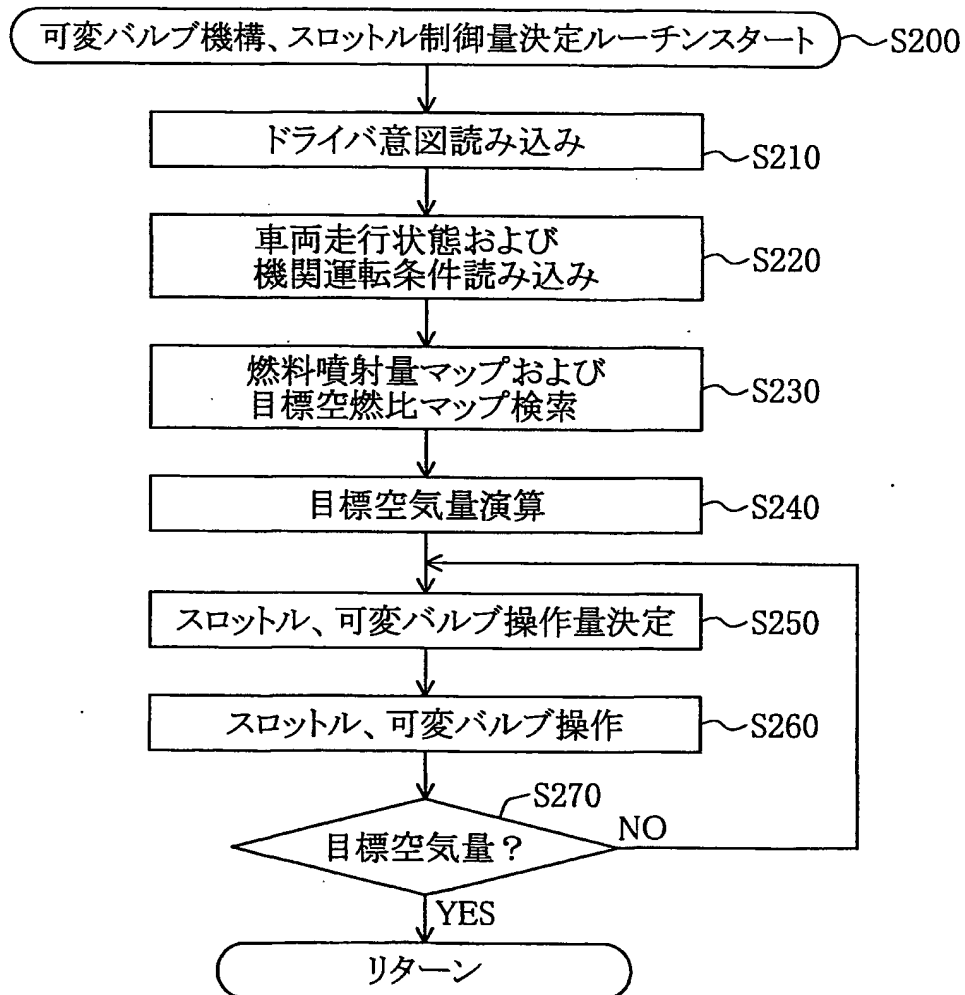 可変バルブ機構、スロットル制御量決定ルーチンスタート
S200
ドライバ意図読み込み
S210
車両走行状態および
機関運転条件読み込み
S220
燃料噴射量マップおよび
目標空燃比マップ検索
S230
目標空気量演算
S240
スロットル、可変バルブ操作量決定
S250
スロットル、可変バルブ操作
S260
S270
目標空気量？
NO
YES
リターン